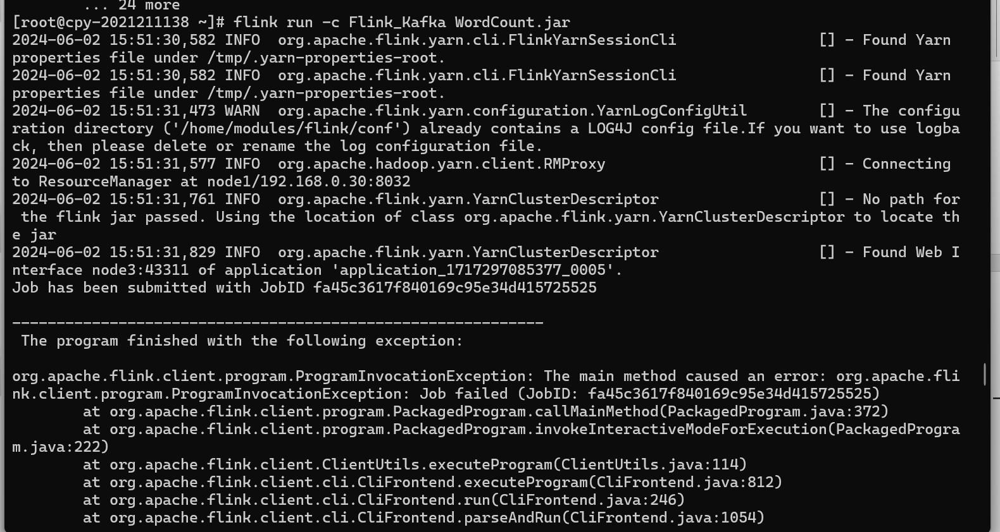 ... 24 more
[root@cpy-2021211138 ~]# flink run -c Flink_Kafka WordCount.jar
2024-06-02 15:51:30,582 INFO  org.apache.flink.yarn.cli.FlinkYarnSessionCli                [] - Found Yarn
properties file under /tmp/.yarn-properties-root.
2024-06-02 15:51:30,582 INFO  org.apache.flink.yarn.cli.FlinkYarnSessionCli                [] - Found Yarn
properties file under /tmp/.yarn-properties-root.
2024-06-02 15:51:31,473 WARN  org.apache.flink.yarn.configuration.YarnLogConfigUtil        [] - The configu
ration directory ('/home/modules/flink/conf') already contains a LOG4J config file.If you want to use logba
ck, then please delete or rename the log configuration file.
2024-06-02 15:51:31,577 INFO  org.apache.hadoop.yarn.client.RMProxy                        [] - Connecting
to ResourceManager at node1/192.168.0.30:8032
2024-06-02 15:51:31,761 INFO  org.apache.flink.yarn.YarnClusterDescriptor                  [] - No path for
 the flink jar passed. Using the location of class org.apache.flink.yarn.YarnClusterDescriptor to locate th
e jar
2024-06-02 15:51:31,829 INFO  org.apache.flink.yarn.YarnClusterDescriptor                  [] - Found Web I
nterface node3:43311 of application 'application_1717297085377_0005'.
Job has been submitted with JobID fa45c3617f840169c95e34d415725525
------------------------------------------------------------
 The program finished with the following exception:
org.apache.flink.client.program.ProgramInvocationException: The main method caused an error: org.apache.fli
nk.client.program.ProgramInvocationException: Job failed (JobID: fa45c3617f840169c95e34d415725525)
        at org.apache.flink.client.program.PackagedProgram.callMainMethod(PackagedProgram.java:372)
        at org.apache.flink.client.program.PackagedProgram.invokeInteractiveModeForExecution(PackagedProgra
m.java:222)
        at org.apache.flink.client.ClientUtils.executeProgram(ClientUtils.java:114)
        at org.apache.flink.client.cli.CliFrontend.executeProgram(CliFrontend.java:812)
        at org.apache.flink.client.cli.CliFrontend.run(CliFrontend.java:246)
        at org.apache.flink.client.cli.CliFrontend.parseAndRun(CliFrontend.java:1054)